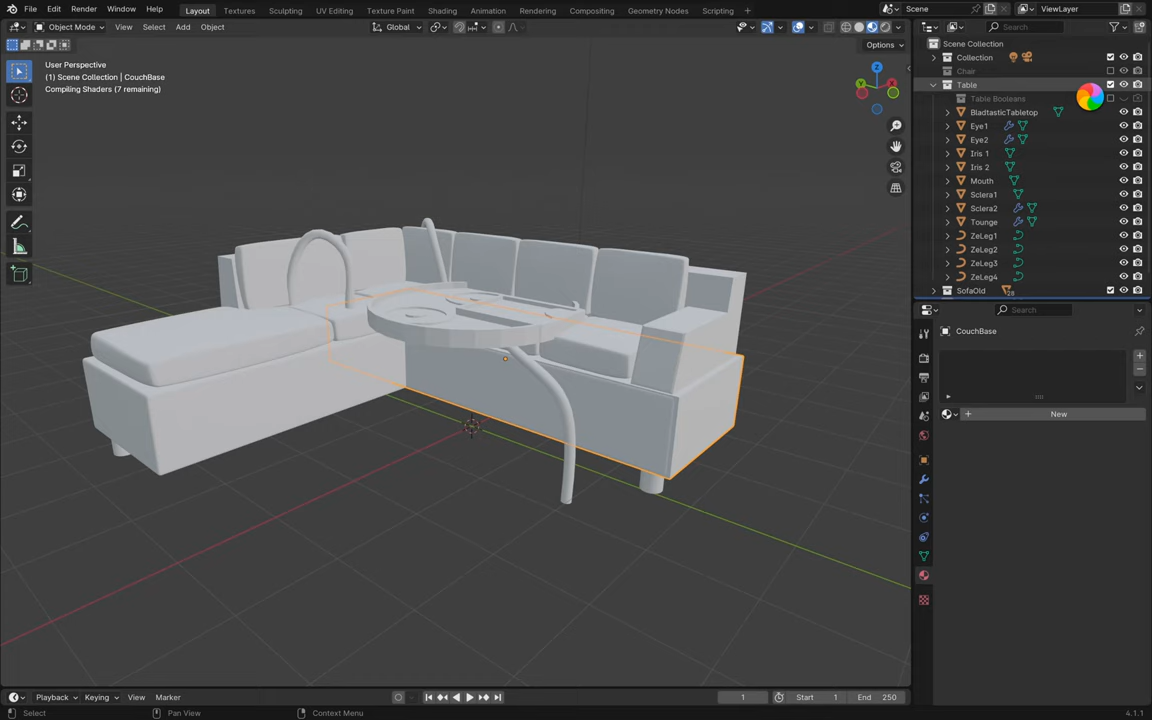 File Edit Render Window Help Layout Textures Sculpting UV Editing Texture Paint Shading Animation Rendering Compositing Geometry Nodes Scripting Scene ViewLayer
Object Mode View Select Add Object Global Search
Options
User Perspective
(1) Scene Collection | CouchBase
Compiling Shaders (7 remaining)
Z
Y
X
Scene Collection
Collection
Chair
Table
Table Booleans
BladtasticTabletop
Eye1
Eye2
Iris 1
Iris 2
Mouth
Sclera1
Sclera2
Tounge
ZeLeg1
ZeLeg2
ZeLeg3
ZeLeg4
SofaOld 28
Search
CouchBase
New
Playback Keying View Marker 1 Start 1 End 250
Select Pan View Context Menu 4.1.1